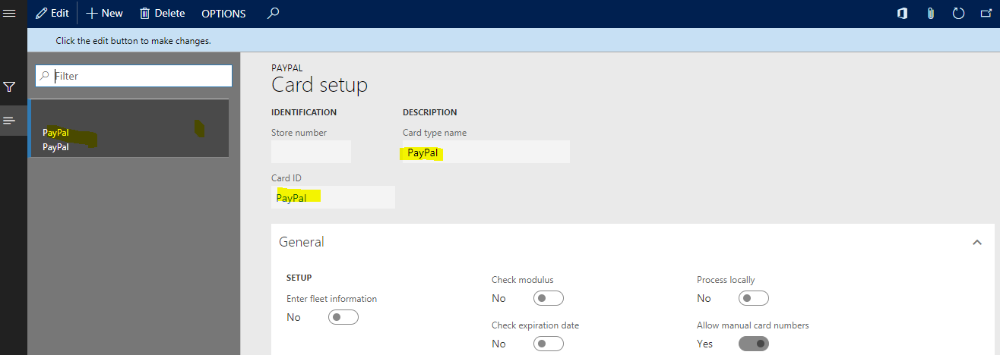 Edit New Delete OPTIONS
Click the edit button to make changes.
Filter
PayPal
PayPal
PAYPAL
Card setup
IDENTIFICATION DESCRIPTION
Store number Card type name
PayPal
Card ID
PayPal
General
SETUP
Enter fleet information
No
Check modulus
No
Check expiration date
No
Process locally
No
Allow manual card numbers
Yes